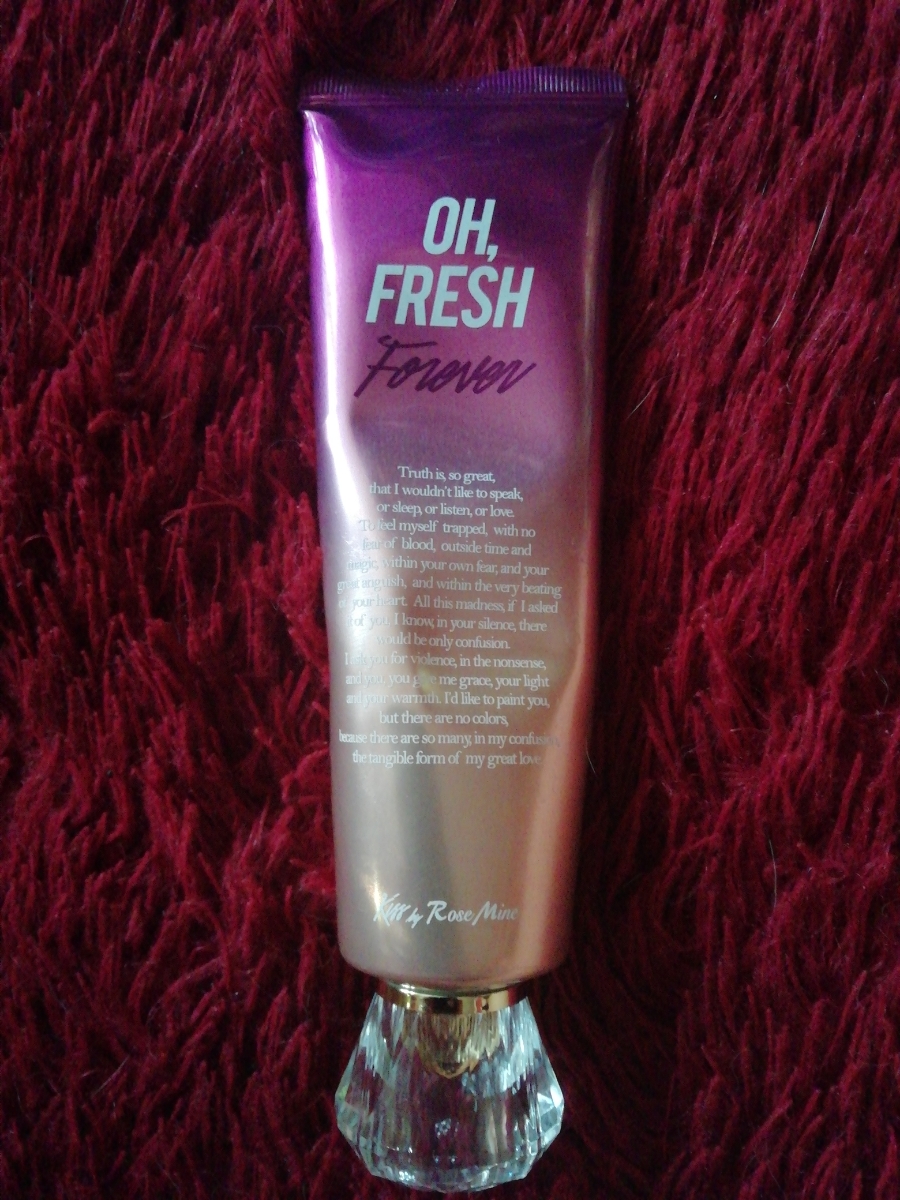 OH,
FRESH
Forever
Truth is, so great,
that I wouldn't like to speak,
or sleep, or listen, or love.
To feel myself trapped, with no
fear of blood, outside time and
magic within your own fear, and your
great anguish, and within the very beating
of your heart. All this madness, if I asked
of you, I know, in your silence, there
would be only confusion.
I ask you for violence, in the nonsense,
and you, you give me grace, your light
and your warmth. I'd like to paint you,
but there are no colors,
because there are so many, in my confusion,
the tangible form of my great love.
Kiss by Rose Mine